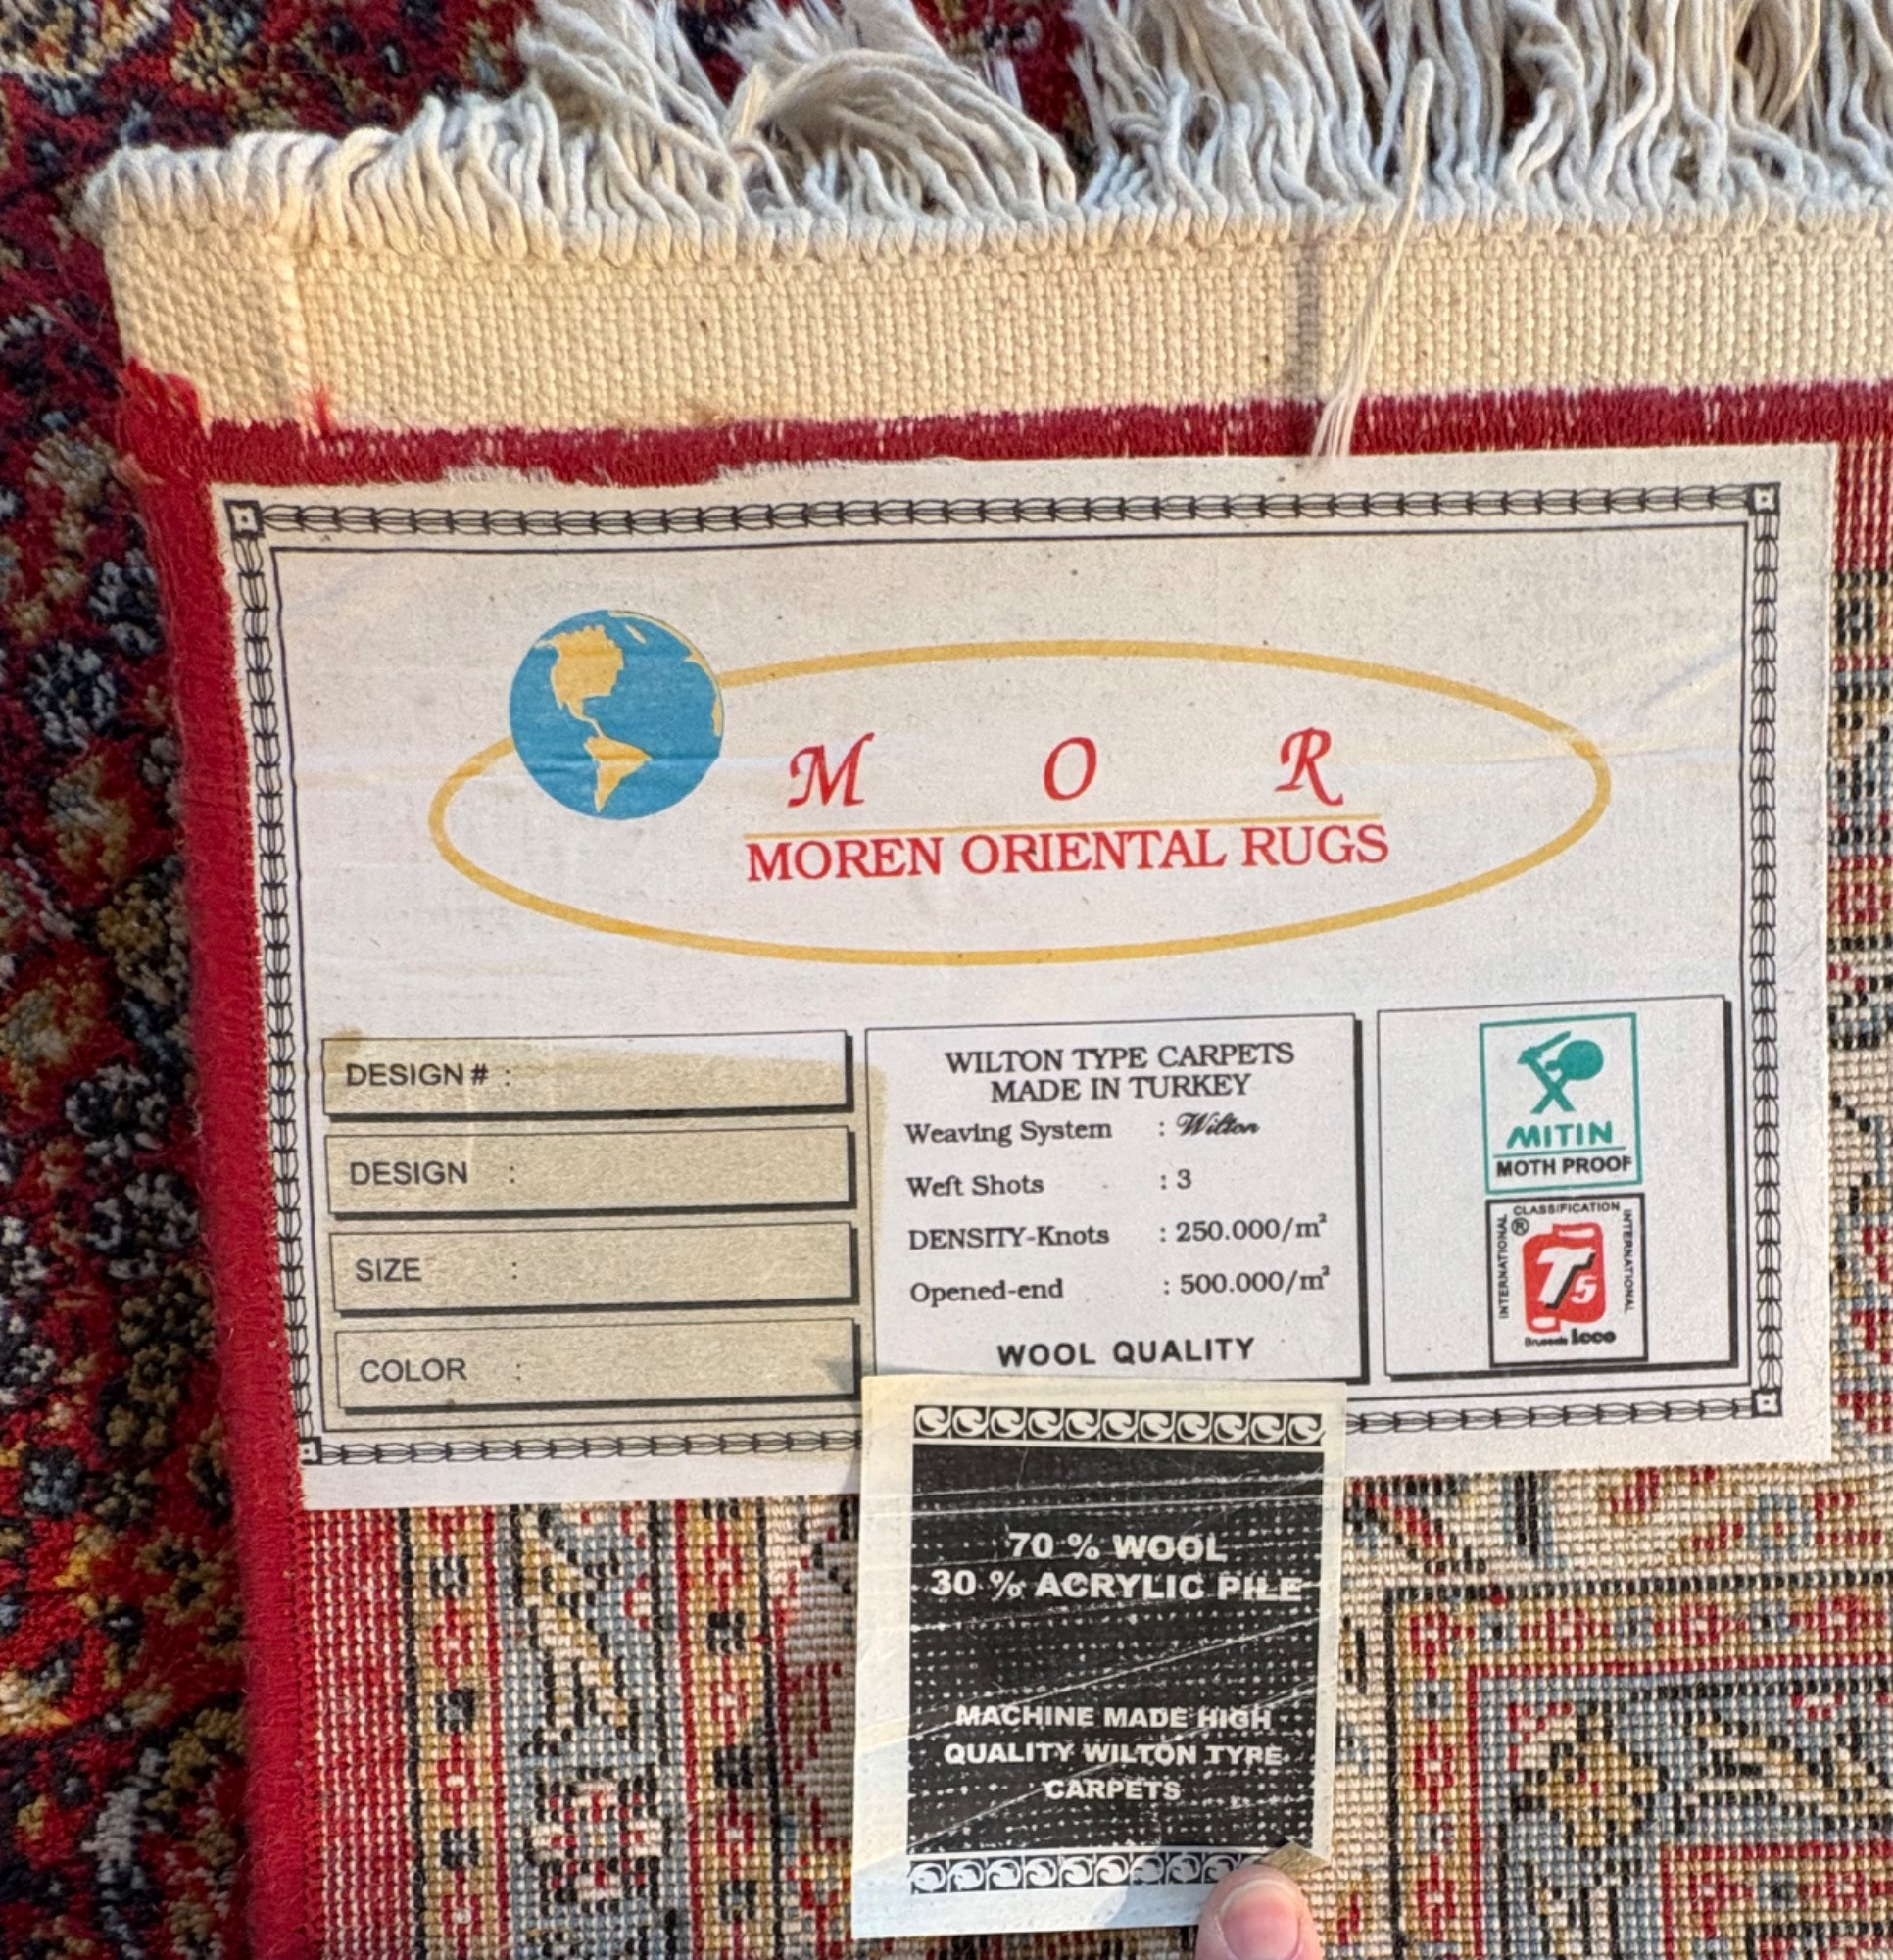 M O R
MOREN ORIENTAL RUGS
DESIGN # :
DESIGN :
SIZE :
COLOR :
WILTON TYPE CARPETS
MADE IN TURKEY
Weaving System : Wilton
Weft Shots : 3
DENSITY-Knots : 250.000/m²
Opened-end : 500.000/m²
WOOL QUALITY
MITIN
MOTH PROOF
CLASSIFICATION
INTERNATIONAL
®
T5
INTERNATIONAL
Brussels icco
70 % WOOL
30 % ACRYLIC PILE
MACHINE MADE HIGH
QUALITY WILTON TYPE
CARPETS